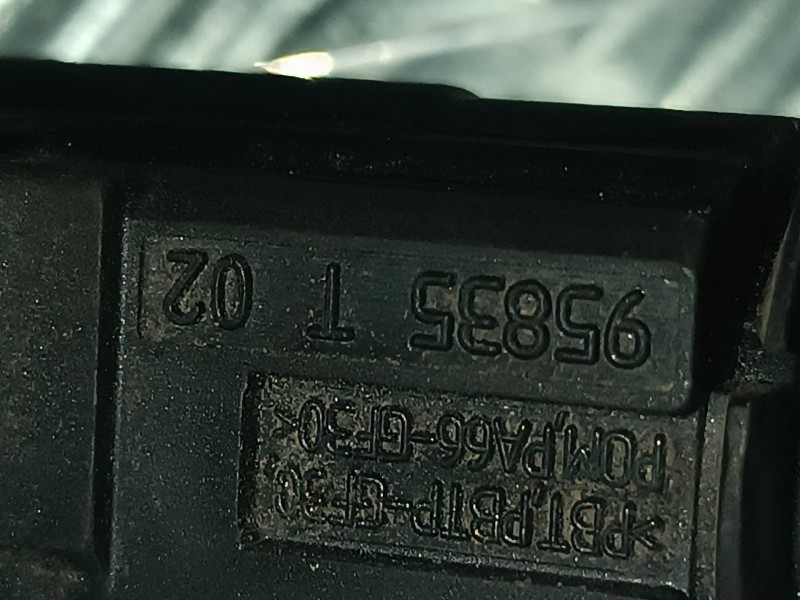 >PBT,PBTP-GF30,
POM,PA66-GF30<
95835 T 02